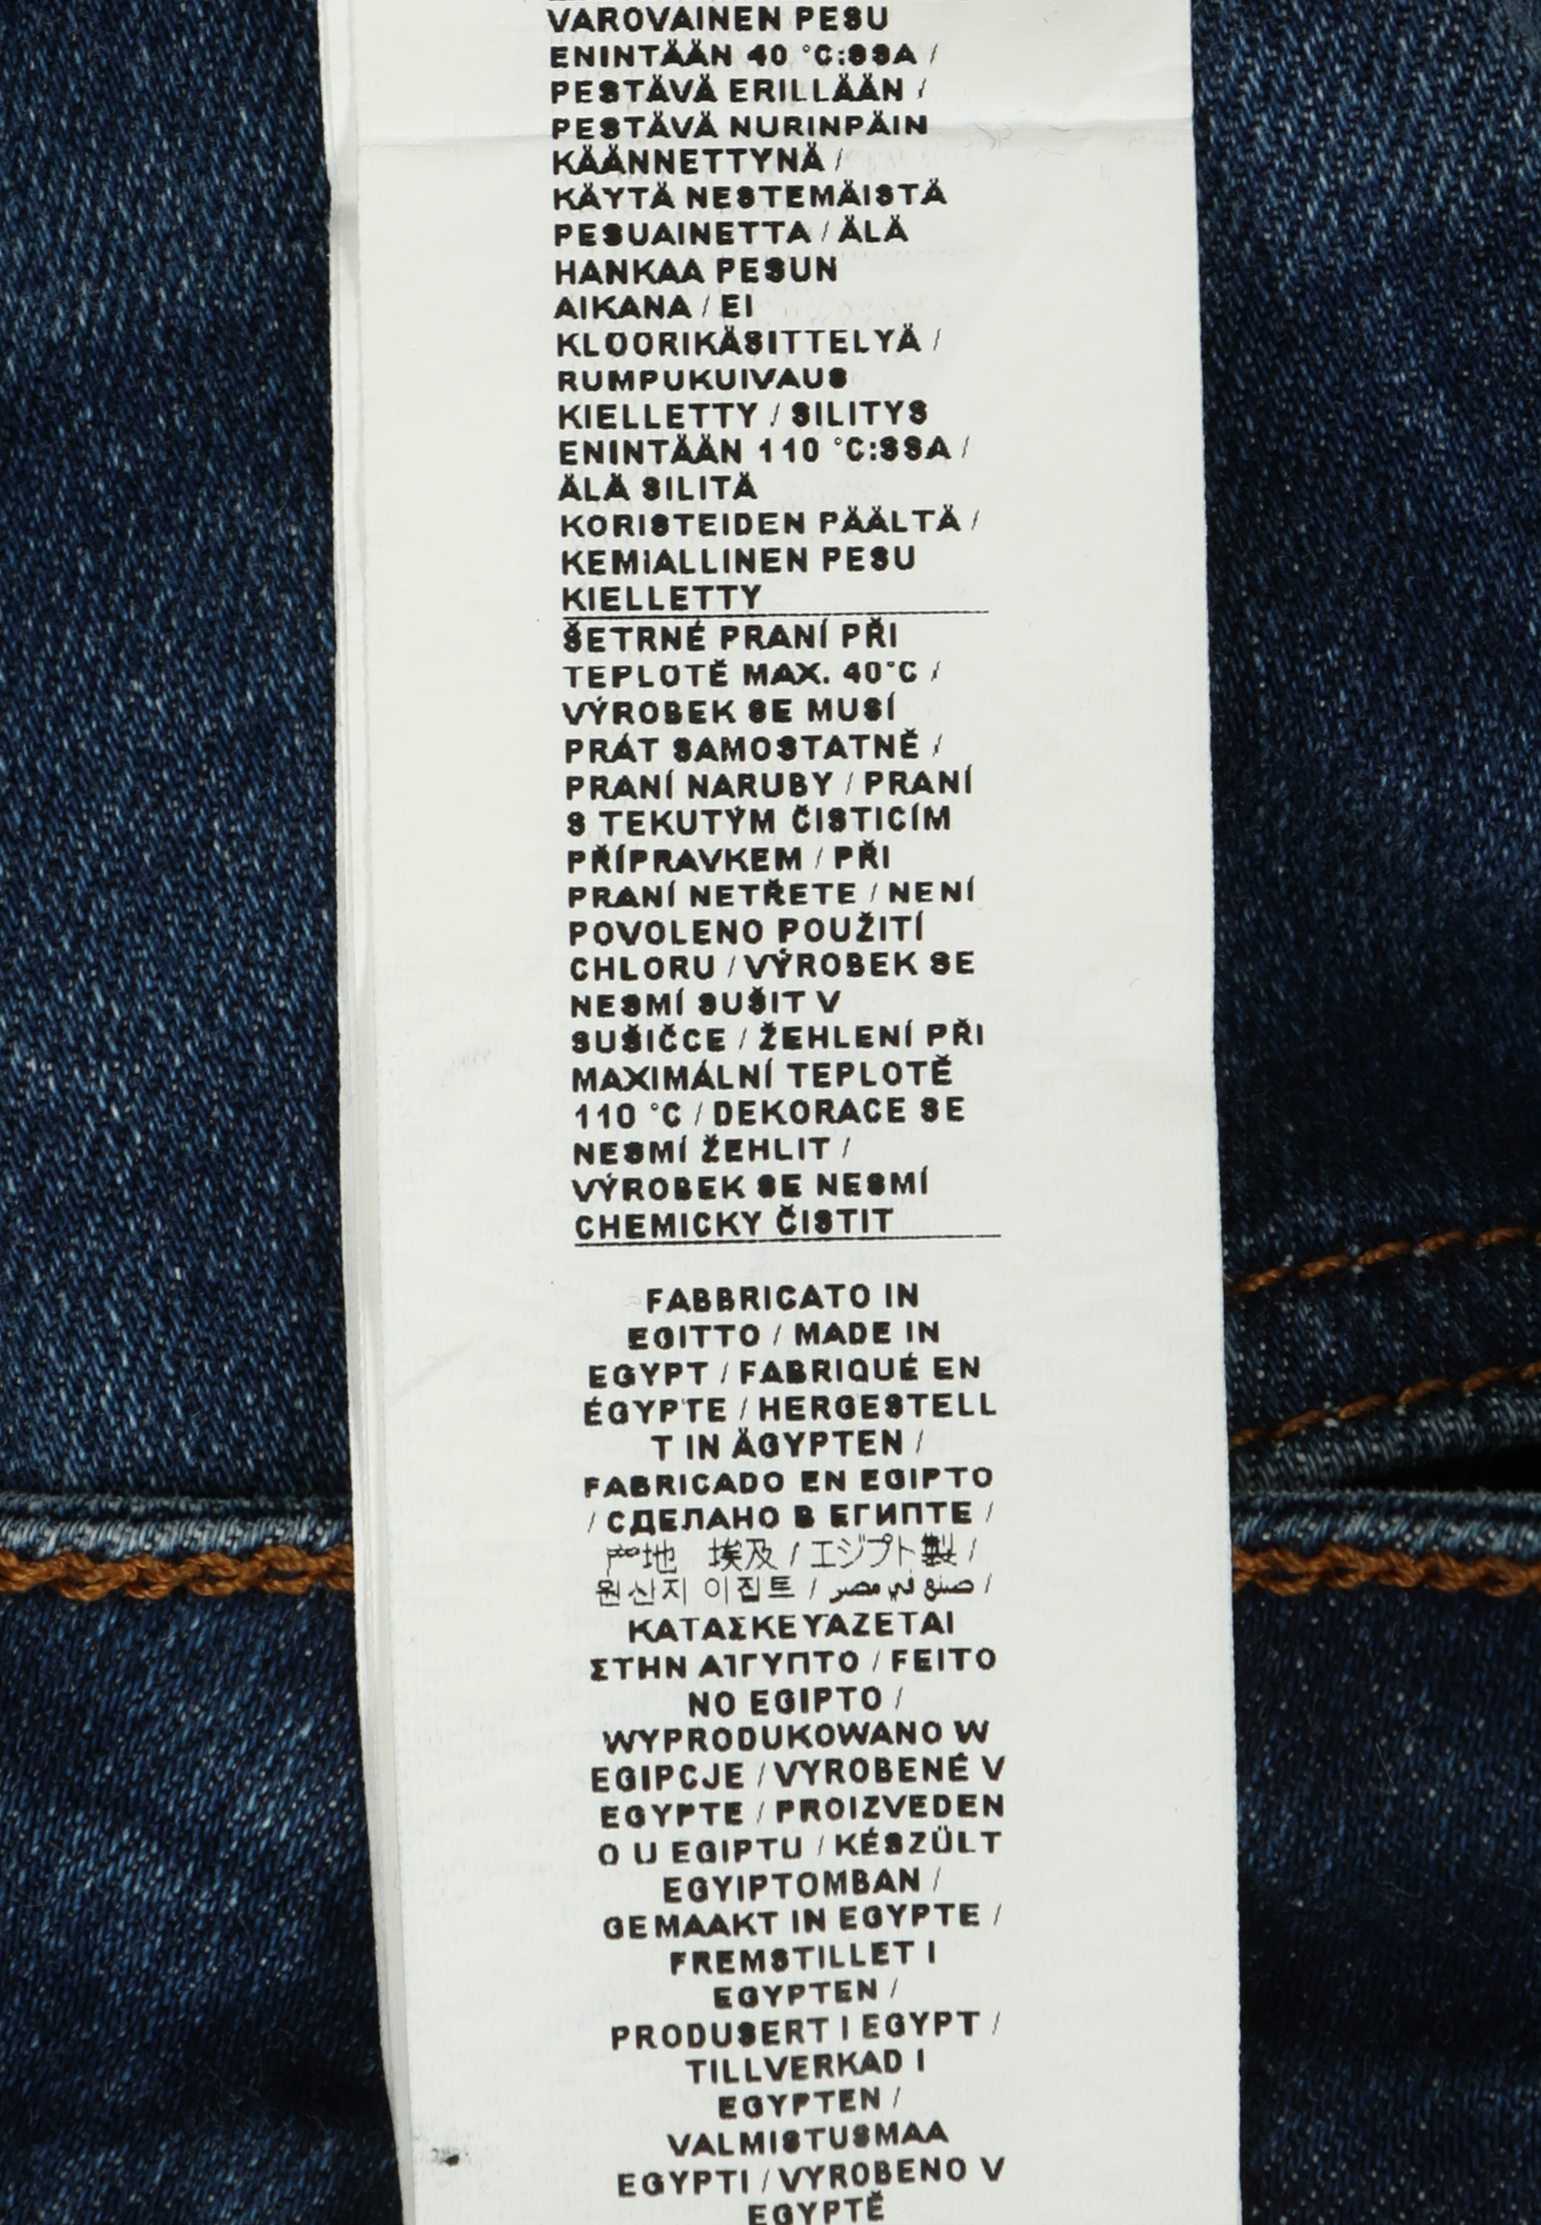 VAROVAINEN PESU
ENINTÄÄN 40 °C:SSA /
PESTÄVÄ ERILLÄÄN /
PESTÄVÄ NURINPÄIN
KÄÄNNETTYNÄ /
KÄYTÄ NESTEMÄISTÄ
PESUAINETTA / ÄLÄ
HANKAA PESUN
AIKANA / EI
KLOORIKÄSITTELYÄ /
RUMPUKUIVAUS
KIELLETTY / SILITYS
ENINTÄÄN 110 °C:SSA /
ÄLÄ SILITÄ
KORISTEIDEN PÄÄLTÄ /
KEMIALLINEN PESU
KIELLETTY
ŠETRNÉ PRANÍ PŘI
TEPLOTĚ MAX. 40°C /
VÝROBEK SE MUSÍ
PRÁT SAMOSTATNĚ /
PRANÍ NARUBY / PRANÍ
S TEKUTÝM ČISTICÍM
PŘÍPRAVKEM / PŘI
PRANÍ NETŘETE / NENÍ
POVOLENO POUŽITÍ
CHLORU / VÝROBEK SE
NESMÍ SUŠIT V
SUŠIČCE / ŽEHLENÍ PŘI
MAXIMÁLNÍ TEPLOTĚ
110 °C / DEKORACE SE
NESMÍ ŽEHLIT /
VÝROBEK SE NESMÍ
CHEMICKY ČISTIT
FABBRICATO IN
EGITTO / MADE IN
EGYPT / FABRIQUÉ EN
ÉGYPTE / HERGESTELL
T IN ÄGYPTEN /
FABRICADO EN EGIPTO
/ СДЕЛАНО В ЕГИПТЕ /
产地 埃及 / エジプト製 /
원산지 이집트 / صنع في مصر /
ΚΑΤΑΣΚΕΥΑΖΕΤΑΙ
ΣΤΗΝ ΑΊΓΥΠΤΟ / FEITO
NO EGIPTO /
WYPRODUKOWANO W
EGIPCJE / VYROBENÉ V
EGYPTE / PROIZVEDEN
O U EGIPTU / KÉSZÜLT
EGYIPTOMBAN /
GEMAAKT IN EGYPTE /
FREMSTILLET I
EGYPTEN /
PRODUSERT I EGYPT /
TILLVERKAD I
EGYPTEN /
VALMISTUSMAA
EGYPTI / VYROBENO V
EGYPTĚ